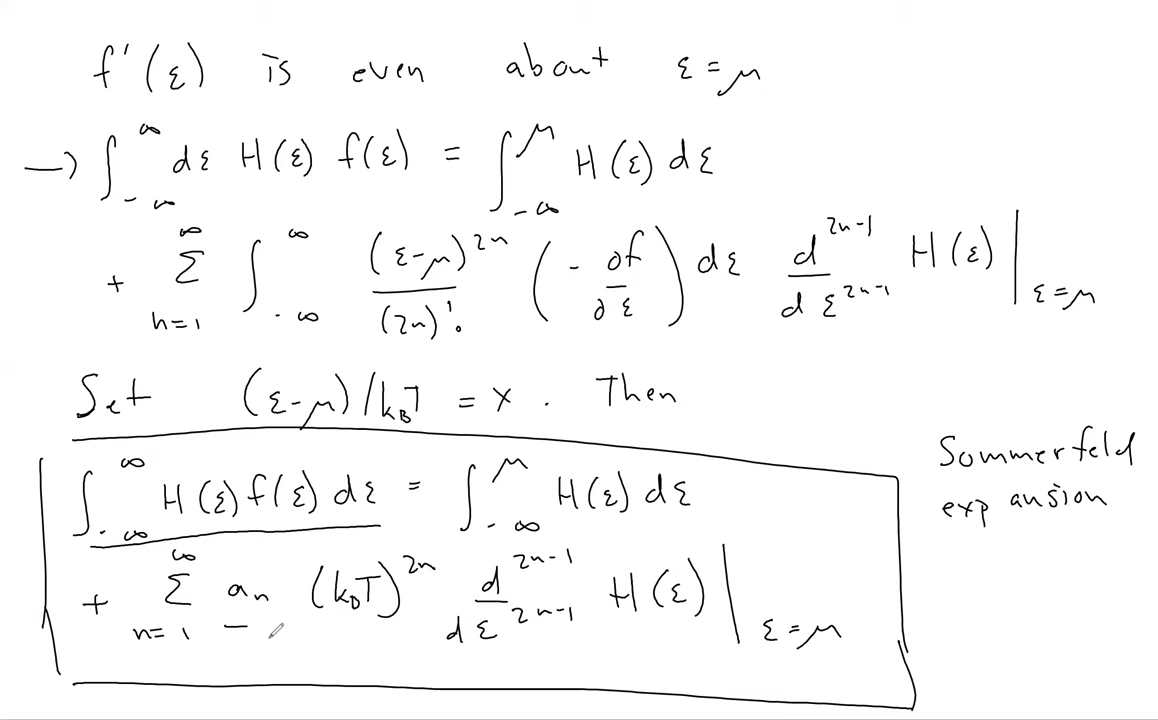 f'(ε) is even about ε = μ
→ ∫_{-∞}^{∞} dε H(ε) f(ε) = ∫_{-∞}^{μ} H(ε) dε
+ Σ_{n=1}^{∞} ∫_{-∞}^{∞} (ε-μ)^{2n}/(2n)! (-∂f/∂ε) dε d^{2n-1}/dε^{2n-1} H(ε)|_{ε=μ}
Set (ε-μ)/k_BT = x. Then
∫_{-∞}^{∞} H(ε) f(ε) dε = ∫_{-∞}^{μ} H(ε) dε
+ Σ_{n=1}^{∞} a_n (k_BT)^{2n} d^{2n-1}/dε^{2n-1} H(ε)|_{ε=μ}
Sommerfeld
expansion